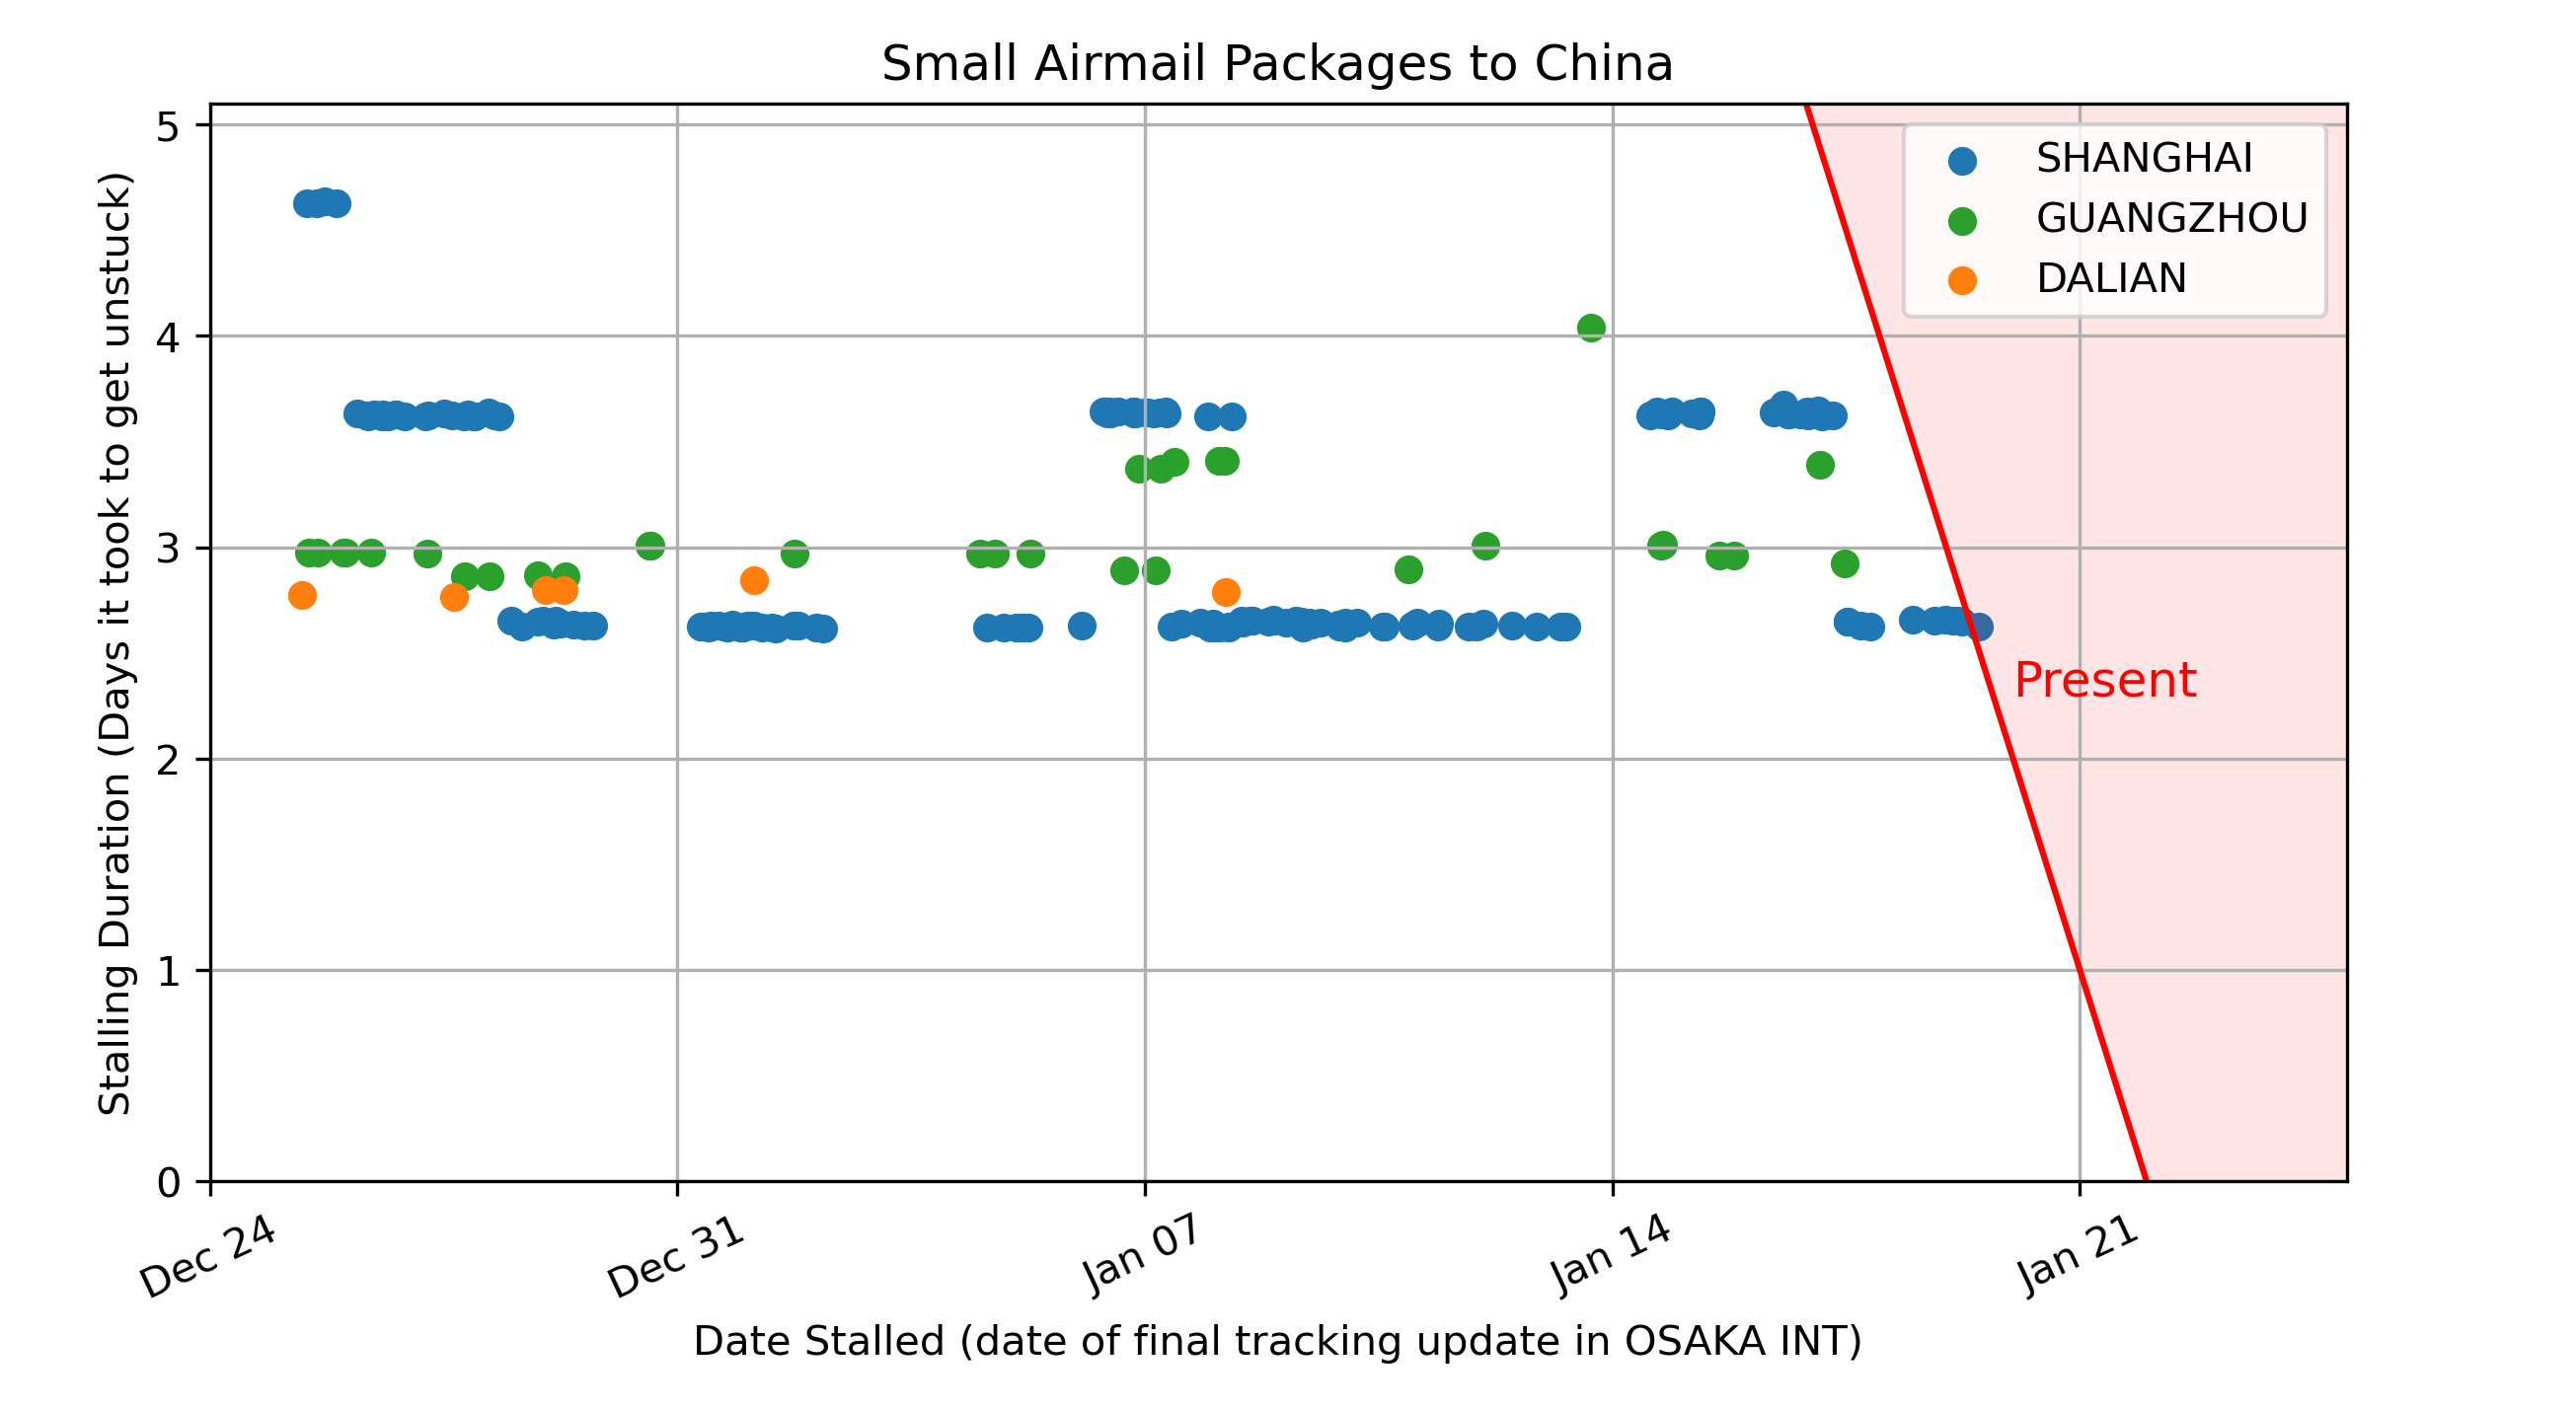 Small Airmail Packages to China
Stalling Duration (Days it took to get unstuck)
5
4
3
2
1
0
SHANGHAI
GUANGZHOU
DALIAN
Present
Dec 24
Dec 31
Jan 07
Jan 14
Jan 21
Date Stalled (date of final tracking update in OSAKA INT)